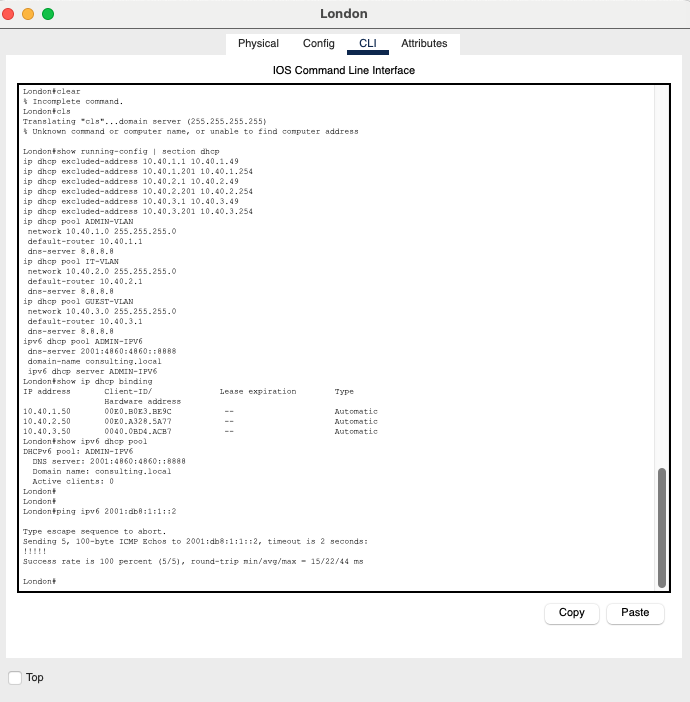 London
Physical Config CLI Attributes
IOS Command Line Interface
London#clear
% Incomplete command.
London#cls
Translating "cls"...domain server (255.255.255.255)
% Unknown command or computer name, or unable to find computer address
London#show running-config | section dhcp
ip dhcp excluded-address 10.40.1.1 10.40.1.49
ip dhcp excluded-address 10.40.1.201 10.40.1.254
ip dhcp excluded-address 10.40.2.1 10.40.2.49
ip dhcp excluded-address 10.40.2.201 10.40.2.254
ip dhcp excluded-address 10.40.3.1 10.40.3.49
ip dhcp excluded-address 10.40.3.201 10.40.3.254
ip dhcp pool ADMIN-VLAN
 network 10.40.1.0 255.255.255.0
 default-router 10.40.1.1
 dns-server 8.8.8.8
ip dhcp pool IT-VLAN
 network 10.40.2.0 255.255.255.0
 default-router 10.40.2.1
 dns-server 8.8.8.8
ip dhcp pool GUEST-VLAN
 network 10.40.3.0 255.255.255.0
 default-router 10.40.3.1
 dns-server 8.8.8.8
ipv6 dhcp pool ADMIN-IPV6
 dns-server 2001:4860:4860::8888
 domain-name consulting.local
 ipv6 dhcp server ADMIN-IPV6
London#show ip dhcp binding
IP address Client-ID/ Lease expiration Type
Hardware address
10.40.1.50 00E0.B0E3.BE9C -- Automatic
10.40.2.50 00E0.A328.5A77 -- Automatic
10.40.3.50 0040.0BD4.ACB7 -- Automatic
London#show ipv6 dhcp pool
DHCPv6 pool: ADMIN-IPV6
  DNS server: 2001:4860:4860::8888
  Domain name: consulting.local
  Active clients: 0
London#
London#
London#ping ipv6 2001:db8:1:1::2
Type escape sequence to abort.
Sending 5, 100-byte ICMP Echos to 2001:db8:1:1::2, timeout is 2 seconds:
!!!!!
Success rate is 100 percent (5/5), round-trip min/avg/max = 15/22/44 ms
London#
Copy Paste
Top